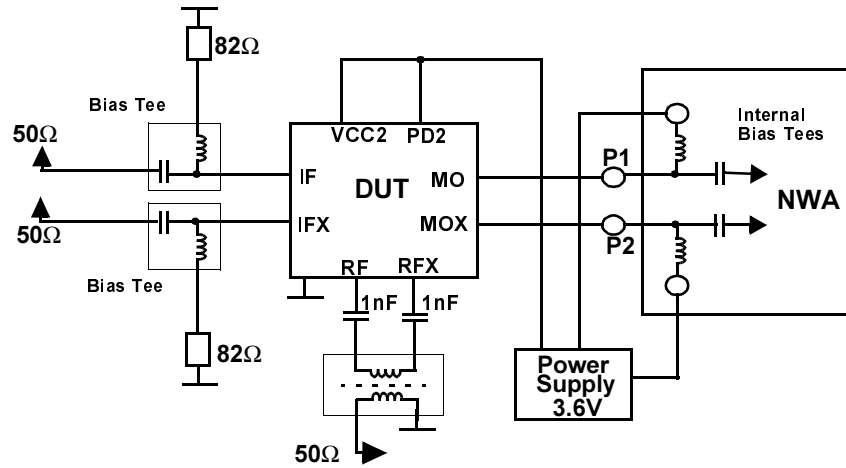 82Ω
Bias Tee
50Ω
50Ω
Bias Tee
82Ω
VCC2 PD2
IF
DUT
MO
IFX
MOX
RF RFX
1nF 1nF
50Ω
P1
P2
Internal
Bias Tees
NWA
Power
Supply
3.6V